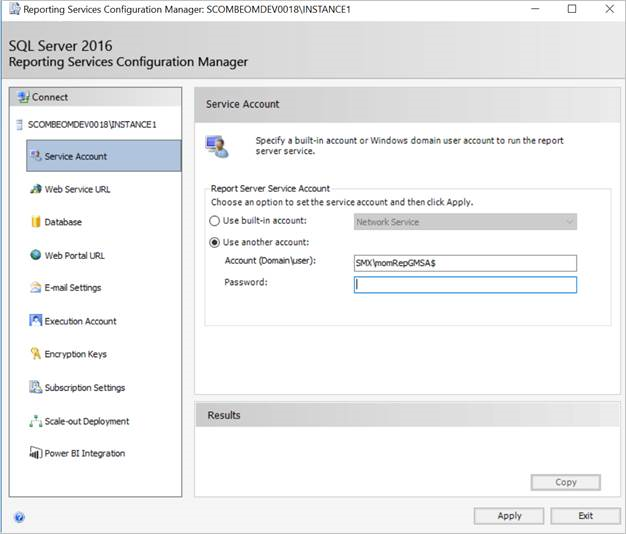 Reporting Services Configuration Manager: SCOMBEOMDEV0018\INSTANCE1
SQL Server 2016
Reporting Services Configuration Manager
Connect
SCOMBEOMDEV0018\INSTANCE1
Service Account
Web Service URL
Database
Web Portal URL
E-mail Settings
Execution Account
Encryption Keys
Subscription Settings
Scale-out Deployment
Power BI Integration
Service Account
Specify a built-in account or Windows domain user account to run the report
server service.
Report Server Service Account
Choose an option to set the service account and then click Apply.
Use built-in account:
Network Service
Use another account:
Account (Domain\user):
SMX\momRepGMSA$
Password:
Results
Copy
Apply
Exit